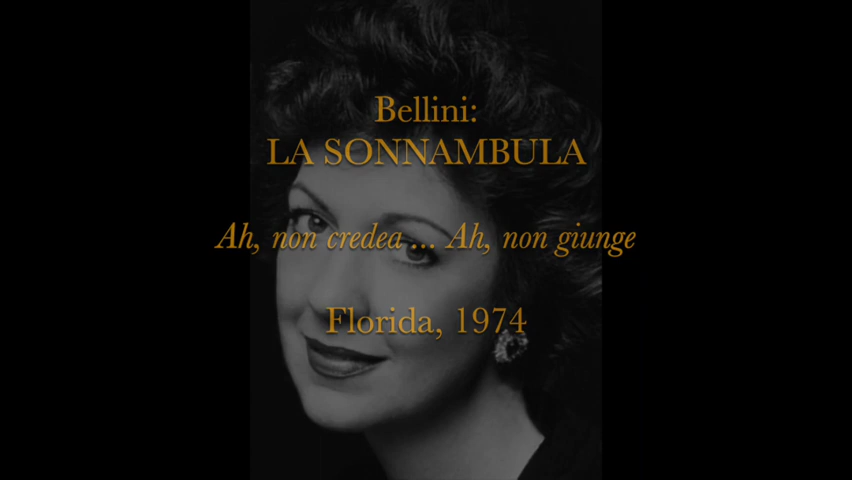 Bellini:
LA SONNAMBULA
Ah, non credea ... Ah, non giunge
Florida, 1974